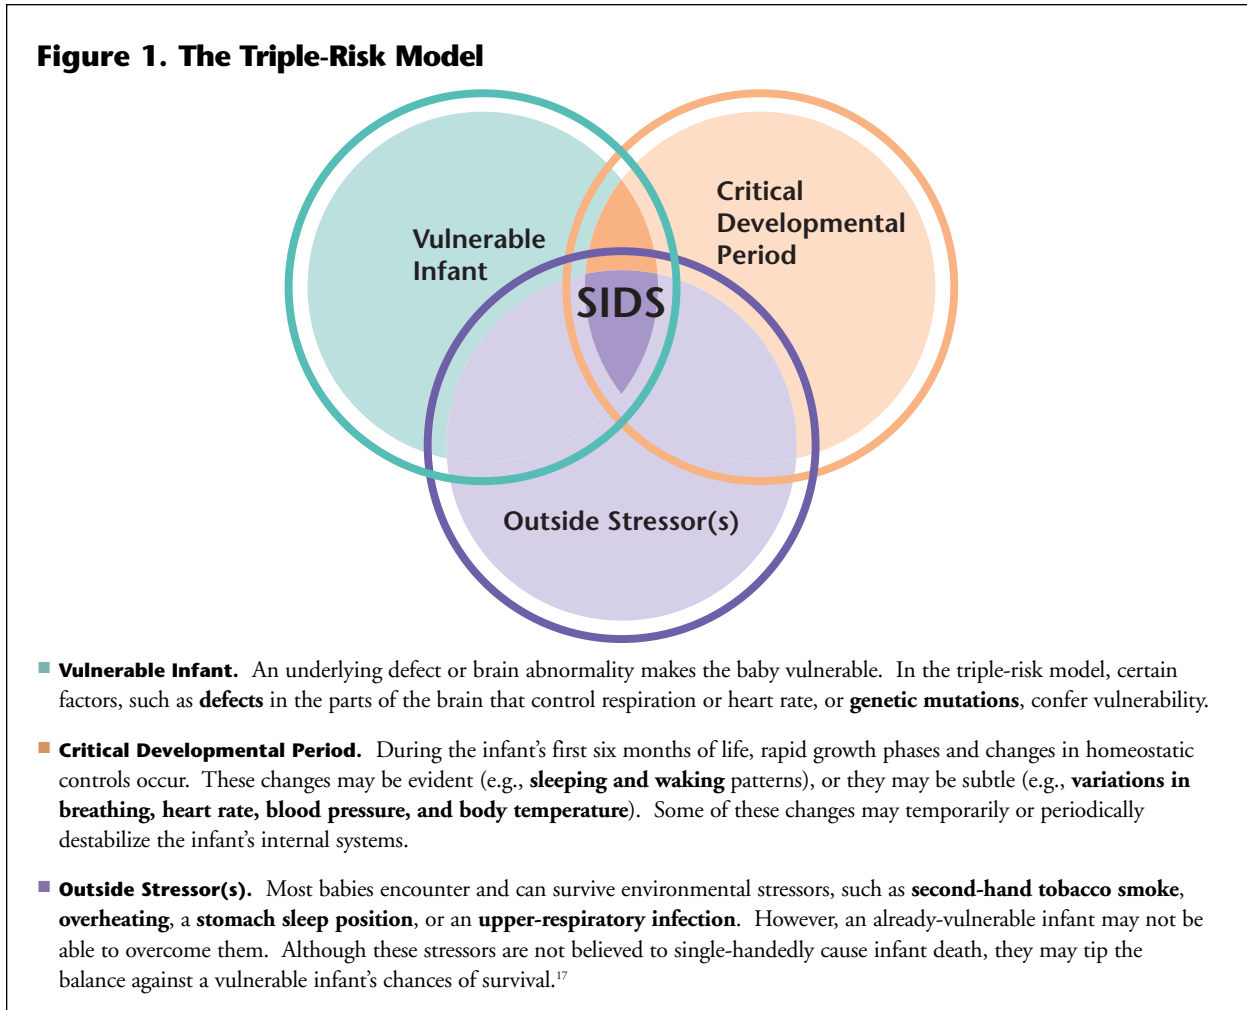 Figure 1. The Triple-Risk Model
Critical
Developmental
Period
Vulnerable
Infant
SIDS
Outside Stressor(s)
Vulnerable Infant. An underlying defect or brain abnormality makes the baby vulnerable. In the triple-risk model, certain
factors, such as defects in the parts of the brain that control respiration or heart rate, or genetic mutations, confer vulnerability.
Critical Developmental Period. During the infant’s first six months of life, rapid growth phases and changes in homeostatic
controls occur. These changes may be evident (e.g., sleeping and waking patterns), or they may be subtle (e.g., variations in
breathing, heart rate, blood pressure, and body temperature). Some of these changes may temporarily or periodically
destabilize the infant’s internal systems.
Outside Stressor(s). Most babies encounter and can survive environmental stressors, such as second-hand tobacco smoke,
overheating, a stomach sleep position, or an upper-respiratory infection. However, an already-vulnerable infant may not be
able to overcome them. Although these stressors are not believed to single-handedly cause infant death, they may tip the
balance against a vulnerable infant’s chances of survival.17